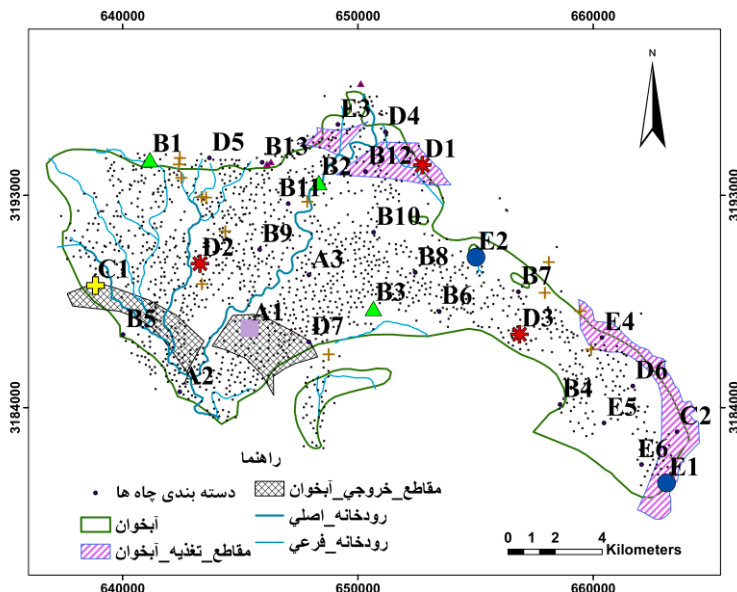 640000 650000 660000
N
E3 D4
B1 D5 B13 B12 D1
B2
3193000 B11 3193000
B10
D2 B9 E2
A3 B8
C1 B7
B3 B6
B5 A1 D7 D3 E4
A2 D6
3184000 B4 E5 C2 3184000
E6 E1
راهنما
دسته بندی چاه ها
مقاطع_خروجي_آبخوان
آبخوان
رودخانه_اصلي
مقاطع_تغذيه_آبخوان
رودخانه_فرعي
0 1 2 4
Kilometers
640000 650000 660000